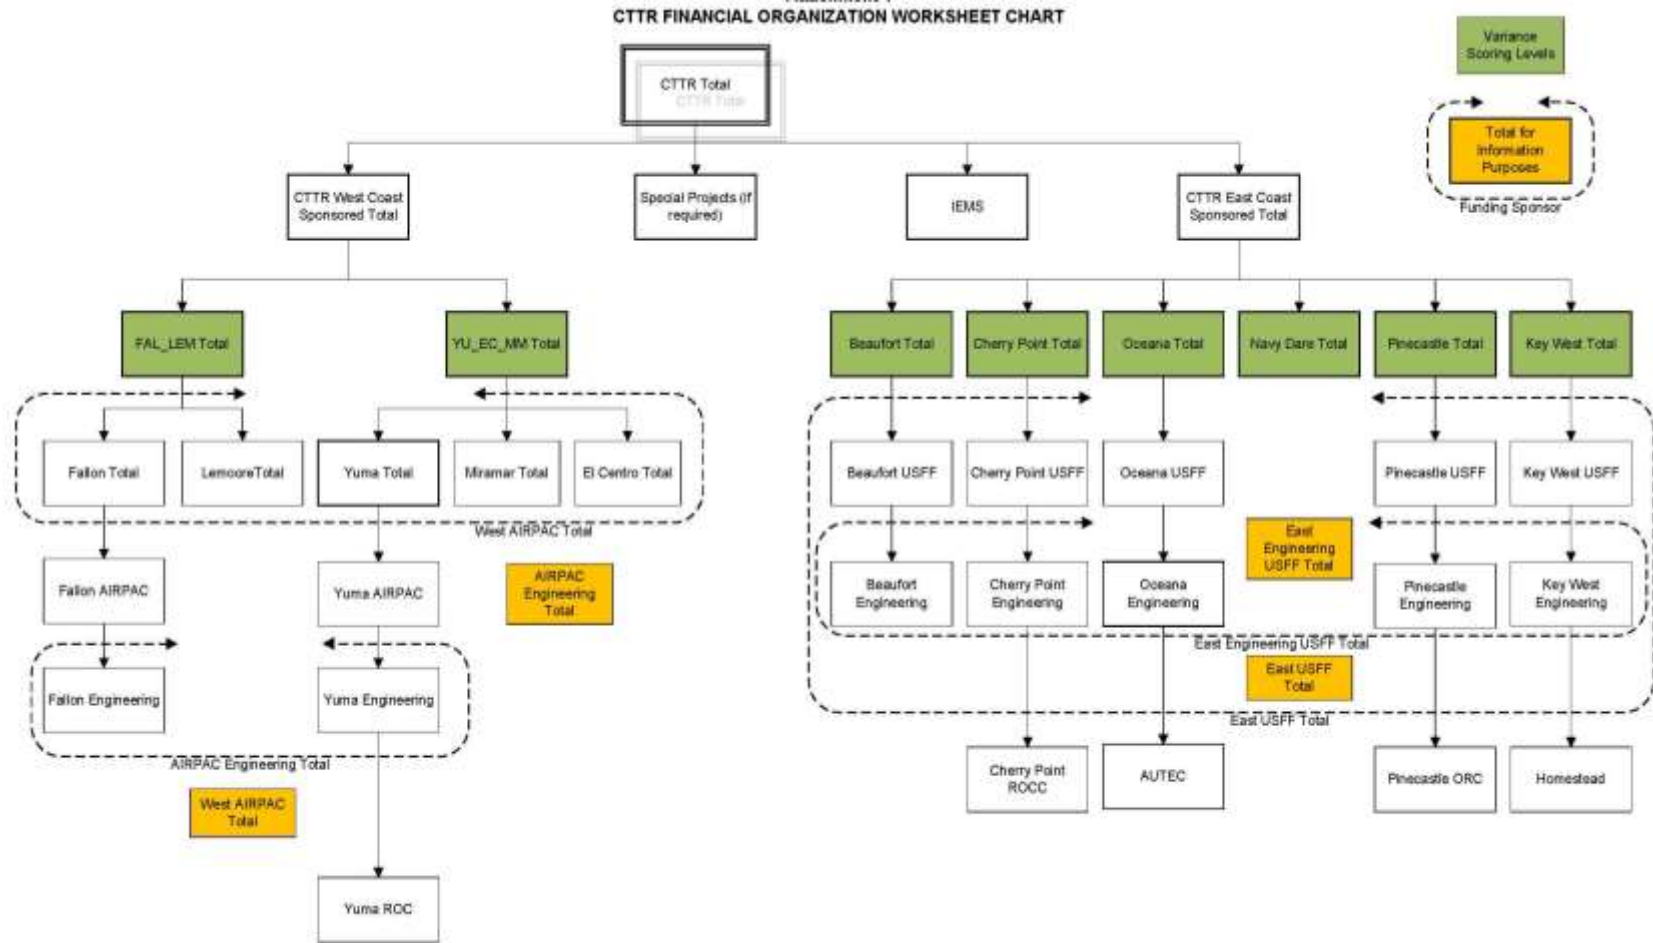 CTTR FINANCIAL ORGANIZATION WORKSHEET CHART
Variance
Scoring Levels
CTTR Total
CTTR Total
Total for
Information
Purposes
Funding Sponsor
CTTR West Coast
Sponsored Total
Special Projects (if
required)
IEMS
CTTR East Coast
Sponsored Total
FAL_LEM Total
YU_EC_MM Total
Beaufort Total
Cherry Point Total
Oceana Total
Navy Dare Total
Pinecastle Total
Key West Total
Fallon Total
LemooreTotal
Yuma Total
Miramar Total
El Centro Total
Beaufort USFF
Cherry Point USFF
Oceana USFF
Pinecastle USFF
Key West USFF
West AIRPAC Total
East
Engineering
USFF Total
Fallon AIRPAC
Yuma AIRPAC
AIRPAC
Engineering
Total
Beaufort
Engineering
Cherry Point
Engineering
Oceana
Engineering
Pinecastle
Engineering
Key West
Engineering
East Engineering USFF Total
East USFF
Total
Fallon Engineering
Yuma Engineering
East USFF Total
AIRPAC Engineering Total
Cherry Point
ROCC
AUTEC
Pinecastle ORC
Homestead
West AIRPAC
Total
Yuma ROC